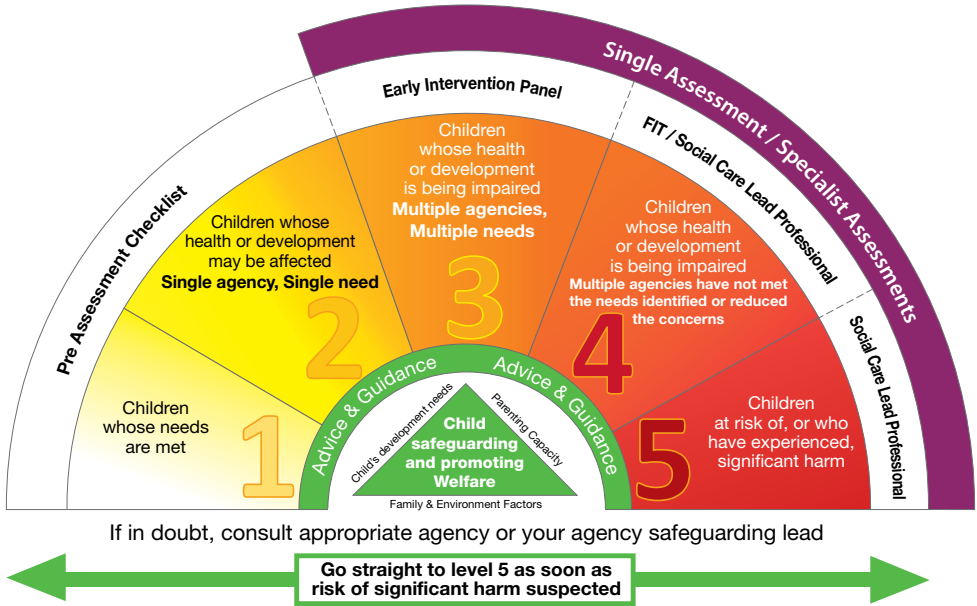 Single Assessment / Specialist Assessments
Pre Assessment Checklist
Early Intervention Panel
FIT / Social Care Lead Professional
Social Care Lead Professional
Children
whose needs
are met
1
Children whose
health or development
may be affected
Single agency, Single need
2
Children
whose health
or development
is being impaired
Multiple agencies,
Multiple needs
3
Children
whose health
or development
is being impaired
Multiple agencies have not met
the needs identified or reduced
the concerns
4
Children
at risk of, or who
have experienced,
significant harm
5
Advice & Guidance
Advice & Guidance
Child's development needs
Parenting Capacity
Child
safeguarding
and promoting
Welfare
Family & Environment Factors
If in doubt, consult appropriate agency or your agency safeguarding lead
Go straight to level 5 as soon as
risk of significant harm suspected